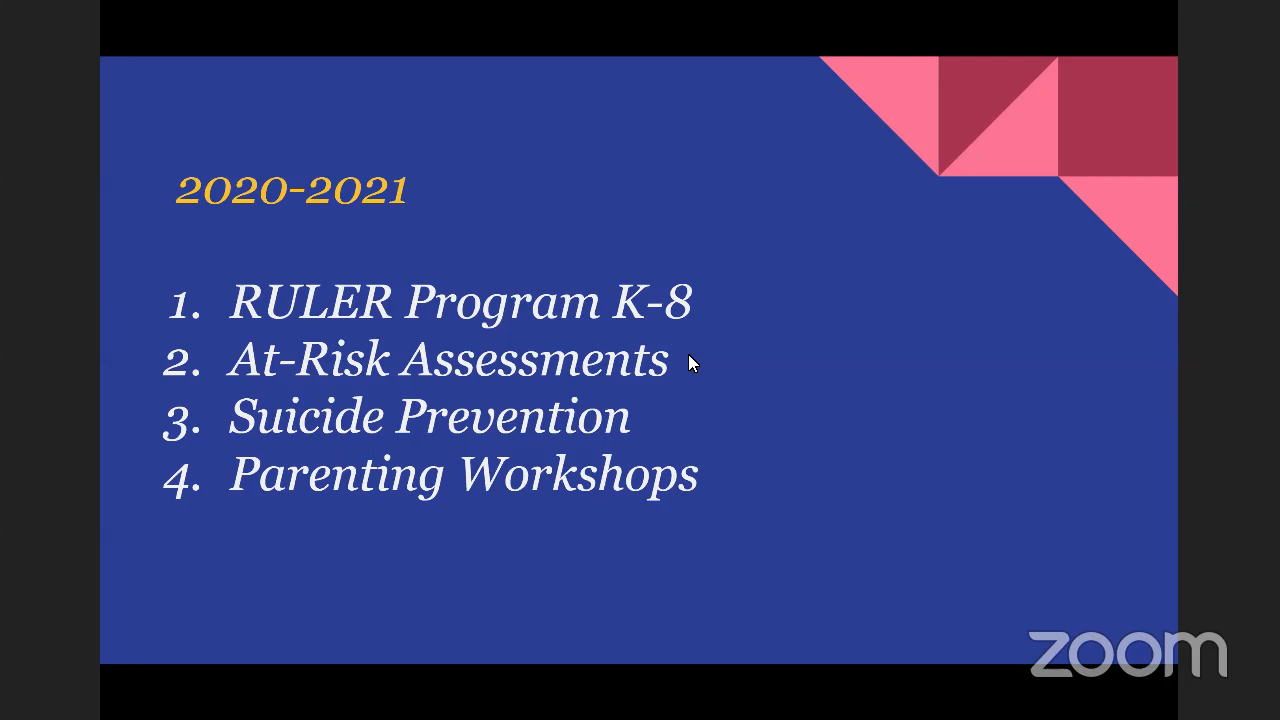 2020-2021
1. RULER Program K-8
2. At-Risk Assessments
3. Suicide Prevention
4. Parenting Workshops
zoom